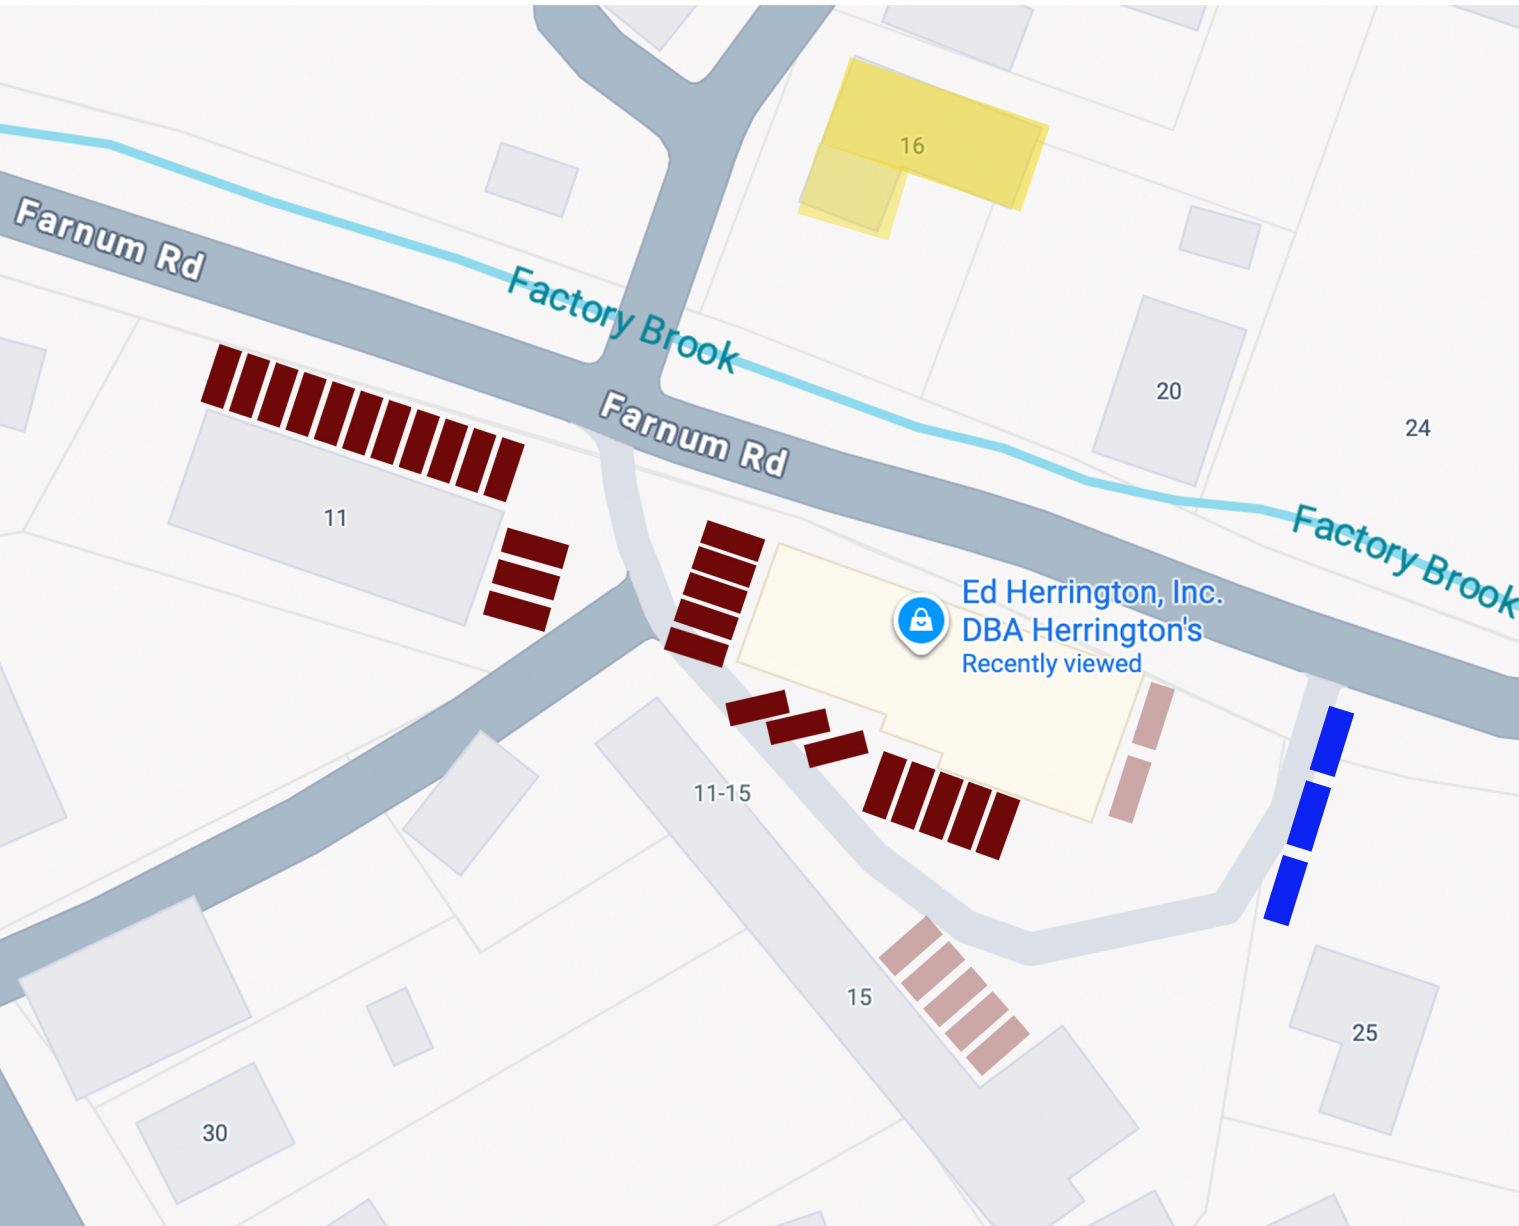 16
Farnum Rd
Factory Brook
20
Farnum Rd
24
11
Factory Brook
Ed Herrington, Inc.
DBA Herrington's
Recently viewed
11-15
15
25
30